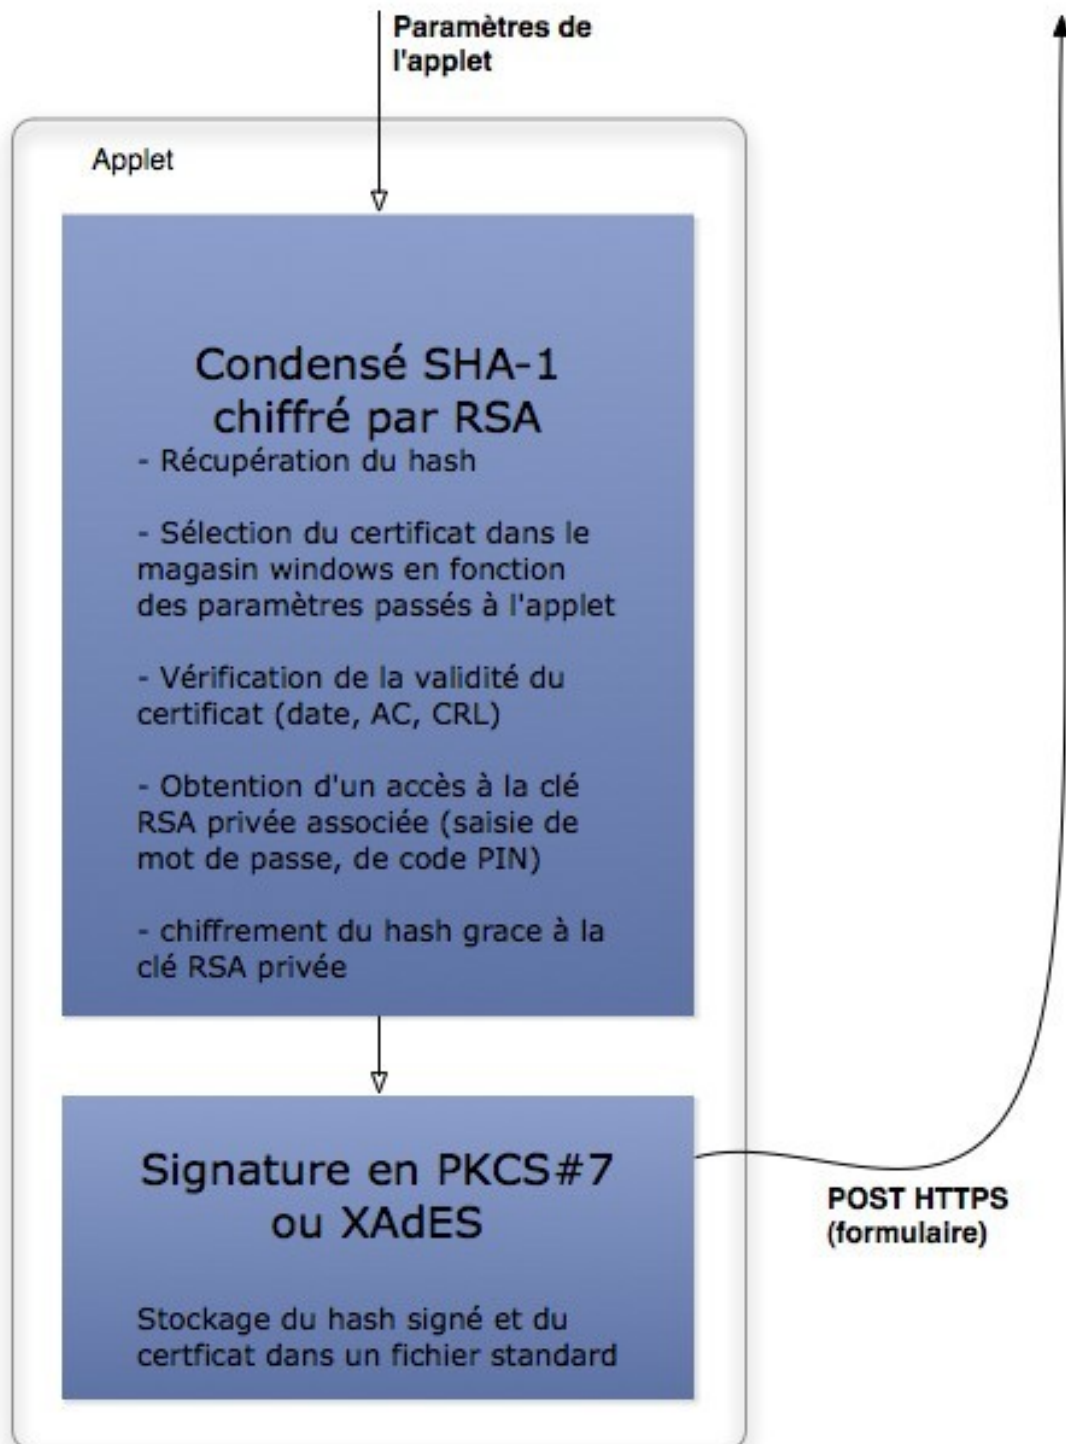 Paramètres de
l'applet
Applet
Condensé SHA-1
chiffré par RSA
- Récupération du hash
- Sélection du certificat dans le
magasin windows en fonction
des paramètres passés à l'applet
- Vérification de la validité du
certificat (date, AC, CRL)
- Obtention d'un accès à la clé
RSA privée associée (saisie de
mot de passe, de code PIN)
- chiffrement du hash grace à la
clé RSA privée
Signature en PKCS#7
ou XAdES
Stockage du hash signé et du
certficat dans un fichier standard
POST HTTPS
(formulaire)